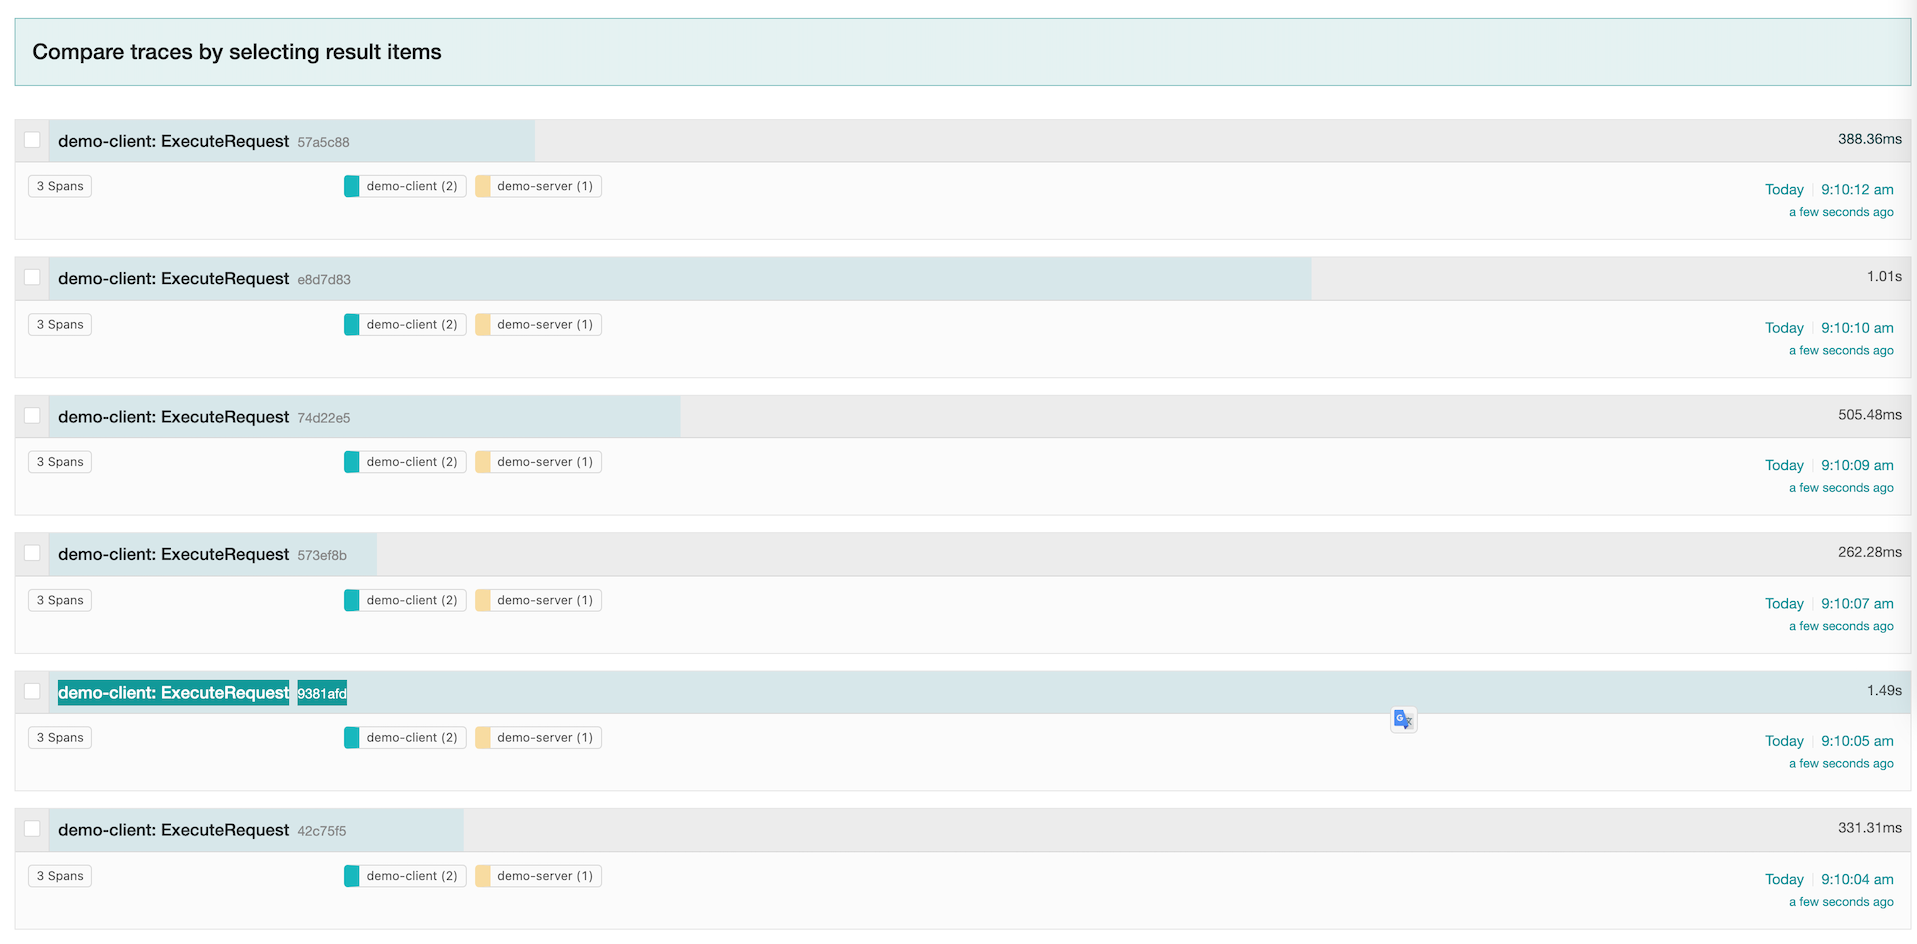 Compare traces by selecting result items
demo-client: ExecuteRequest 57a5c88 388.36ms
3 Spans demo-client (2) demo-server (1) Today 9:10:12 am
a few seconds ago
demo-client: ExecuteRequest e8d7d83 1.01s
3 Spans demo-client (2) demo-server (1) Today 9:10:10 am
a few seconds ago
demo-client: ExecuteRequest 74d22e5 505.48ms
3 Spans demo-client (2) demo-server (1) Today 9:10:09 am
a few seconds ago
demo-client: ExecuteRequest 573ef8b 262.28ms
3 Spans demo-client (2) demo-server (1) Today 9:10:07 am
a few seconds ago
demo-client: ExecuteRequest 9381afd 1.49s
3 Spans demo-client (2) demo-server (1) Today 9:10:05 am
a few seconds ago
demo-client: ExecuteRequest 42c75f5 331.31ms
3 Spans demo-client (2) demo-server (1) Today 9:10:04 am
a few seconds ago